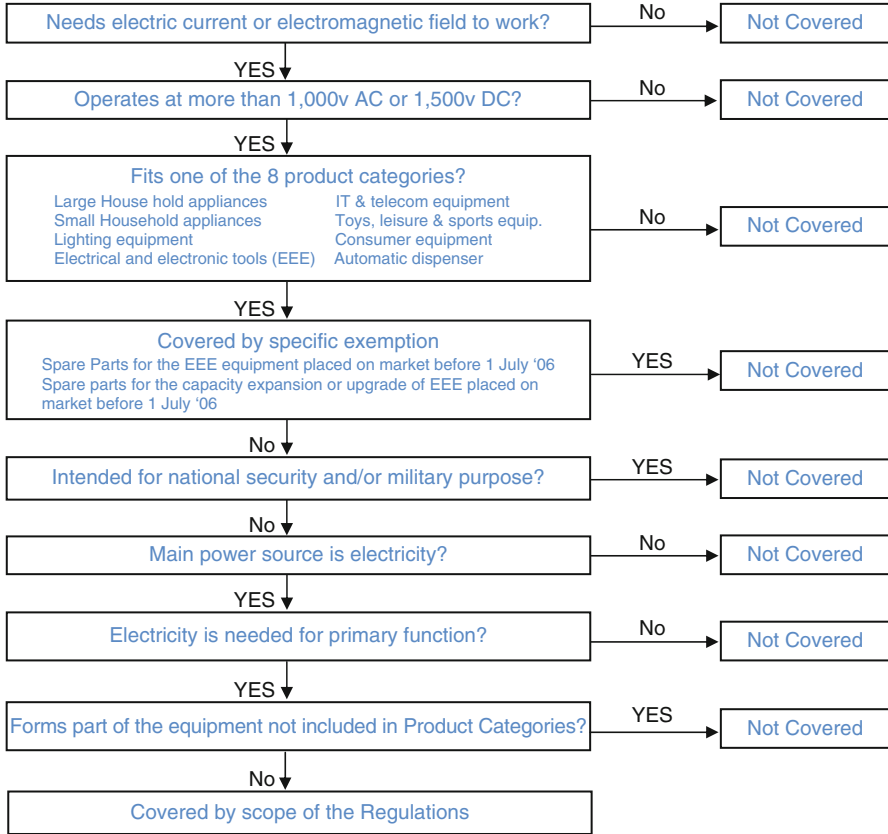 Needs electric current or electromagnetic field to work?
No
Not Covered
YES
Operates at more than 1,000v AC or 1,500v DC?
No
Not Covered
YES
Fits one of the 8 product categories?
Large House hold appliances
IT & telecom equipment
Small Household appliances
Toys, leisure & sports equip.
Lighting equipment
Consumer equipment
Electrical and electronic tools (EEE)
Automatic dispenser
No
Not Covered
YES
Covered by specific exemption
Spare Parts for the EEE equipment placed on market before 1 July ‘06
Spare parts for the capacity expansion or upgrade of EEE placed on
market before 1 July ‘06
YES
Not Covered
No
Intended for national security and/or military purpose?
YES
Not Covered
No
Main power source is electricity?
No
Not Covered
YES
Electricity is needed for primary function?
No
Not Covered
YES
Forms part of the equipment not included in Product Categories?
YES
Not Covered
No
Covered by scope of the Regulations